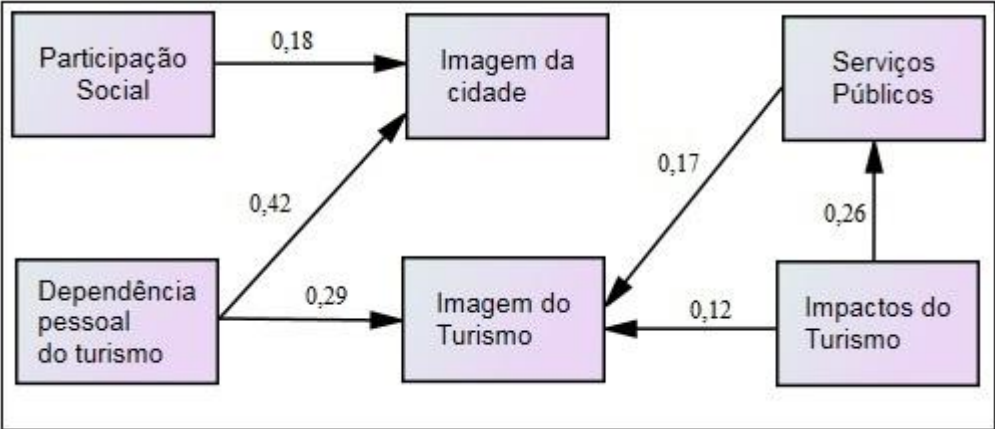 Participação
Social
0,18
Imagem da
cidade
Serviços
Públicos
0,42
0,17
0,26
Dependência
pessoal
do turismo
0,29
Imagem do
Turismo
0,12
Impactos do
Turismo